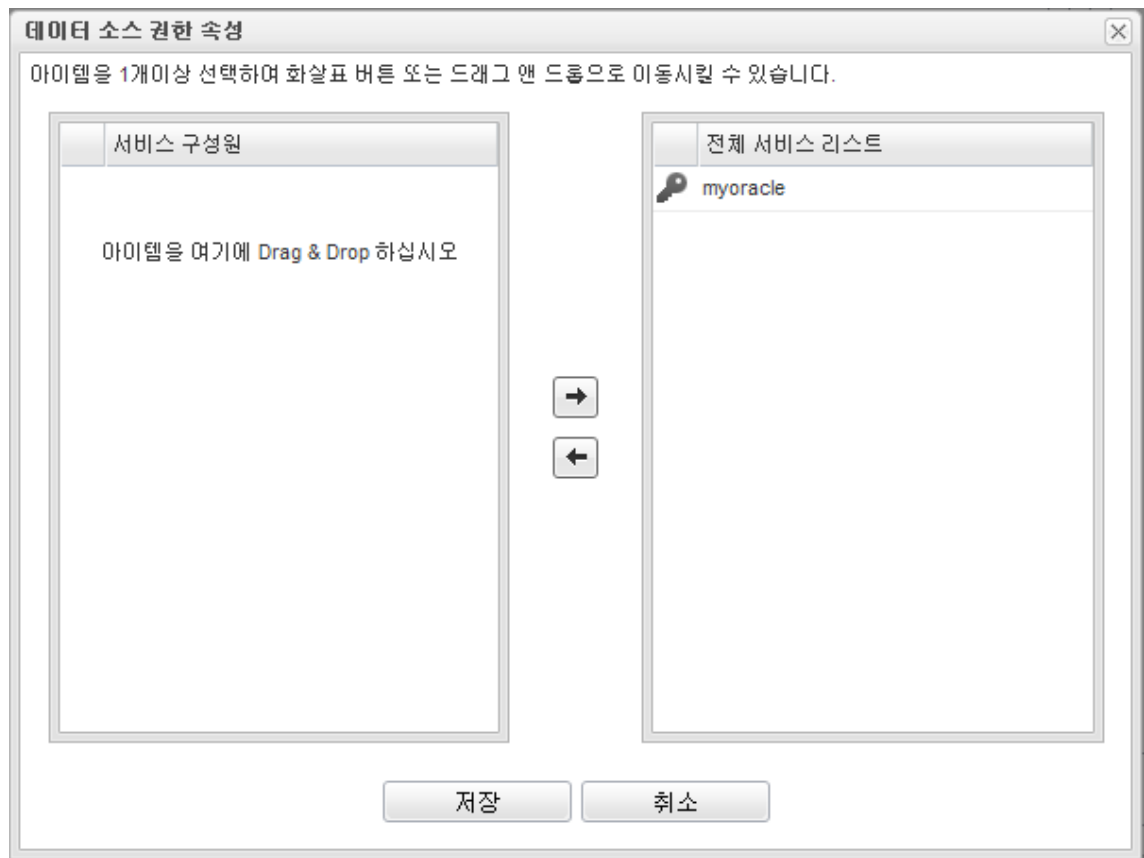 데이터 소스 권한 속성
아이템을 1개이상 선택하여 화살표 버튼 또는 드래그 앤 드롭으로 이동시킬 수 있습니다.
서비스 구성원
전체 서비스 리스트
myoracle
아이템을 여기에 Drag & Drop 하십시오
저장
취소